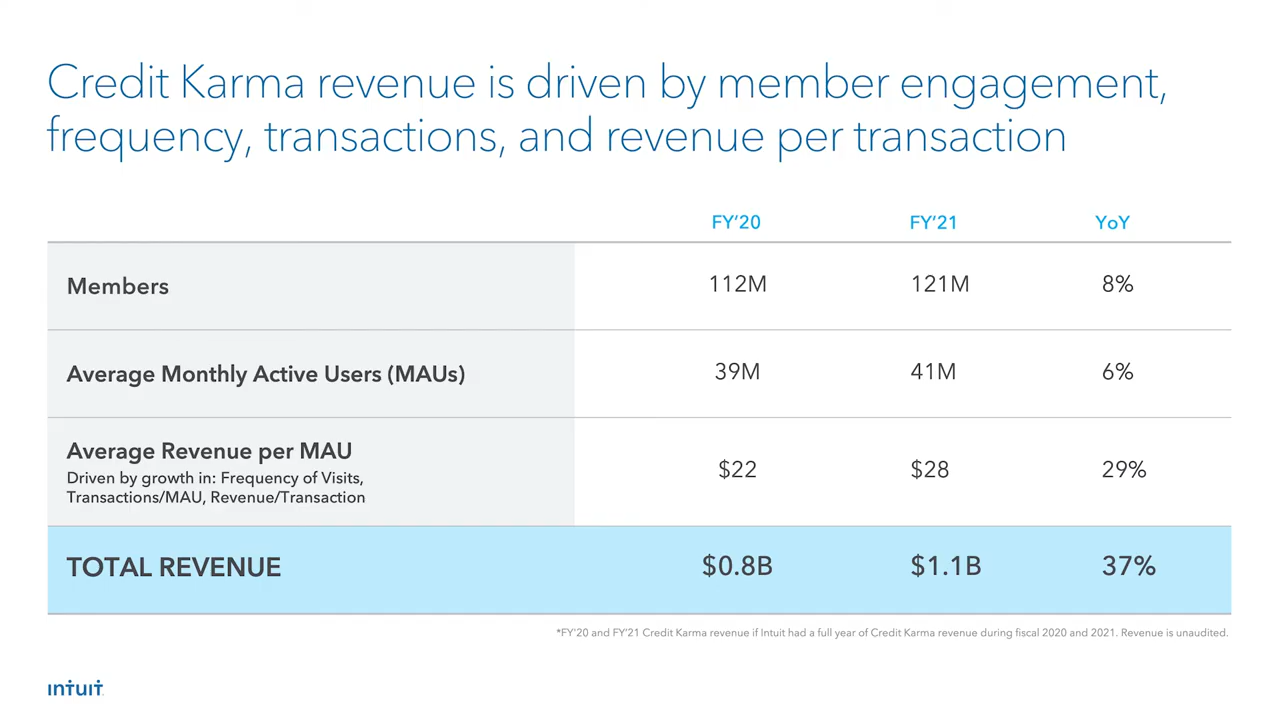 Credit Karma revenue is driven by member engagement,
frequency, transactions, and revenue per transaction
FY’20 FY’21 YoY
Members 112M 121M 8%
Average Monthly Active Users (MAUs) 39M 41M 6%
Average Revenue per MAU
Driven by growth in: Frequency of Visits,
Transactions/MAU, Revenue/Transaction
$22 $28 29%
TOTAL REVENUE $0.8B $1.1B 37%
*FY’20 and FY’21 Credit Karma revenue if Intuit had a full year of Credit Karma revenue during fiscal 2020 and 2021. Revenue is unaudited.
intuit